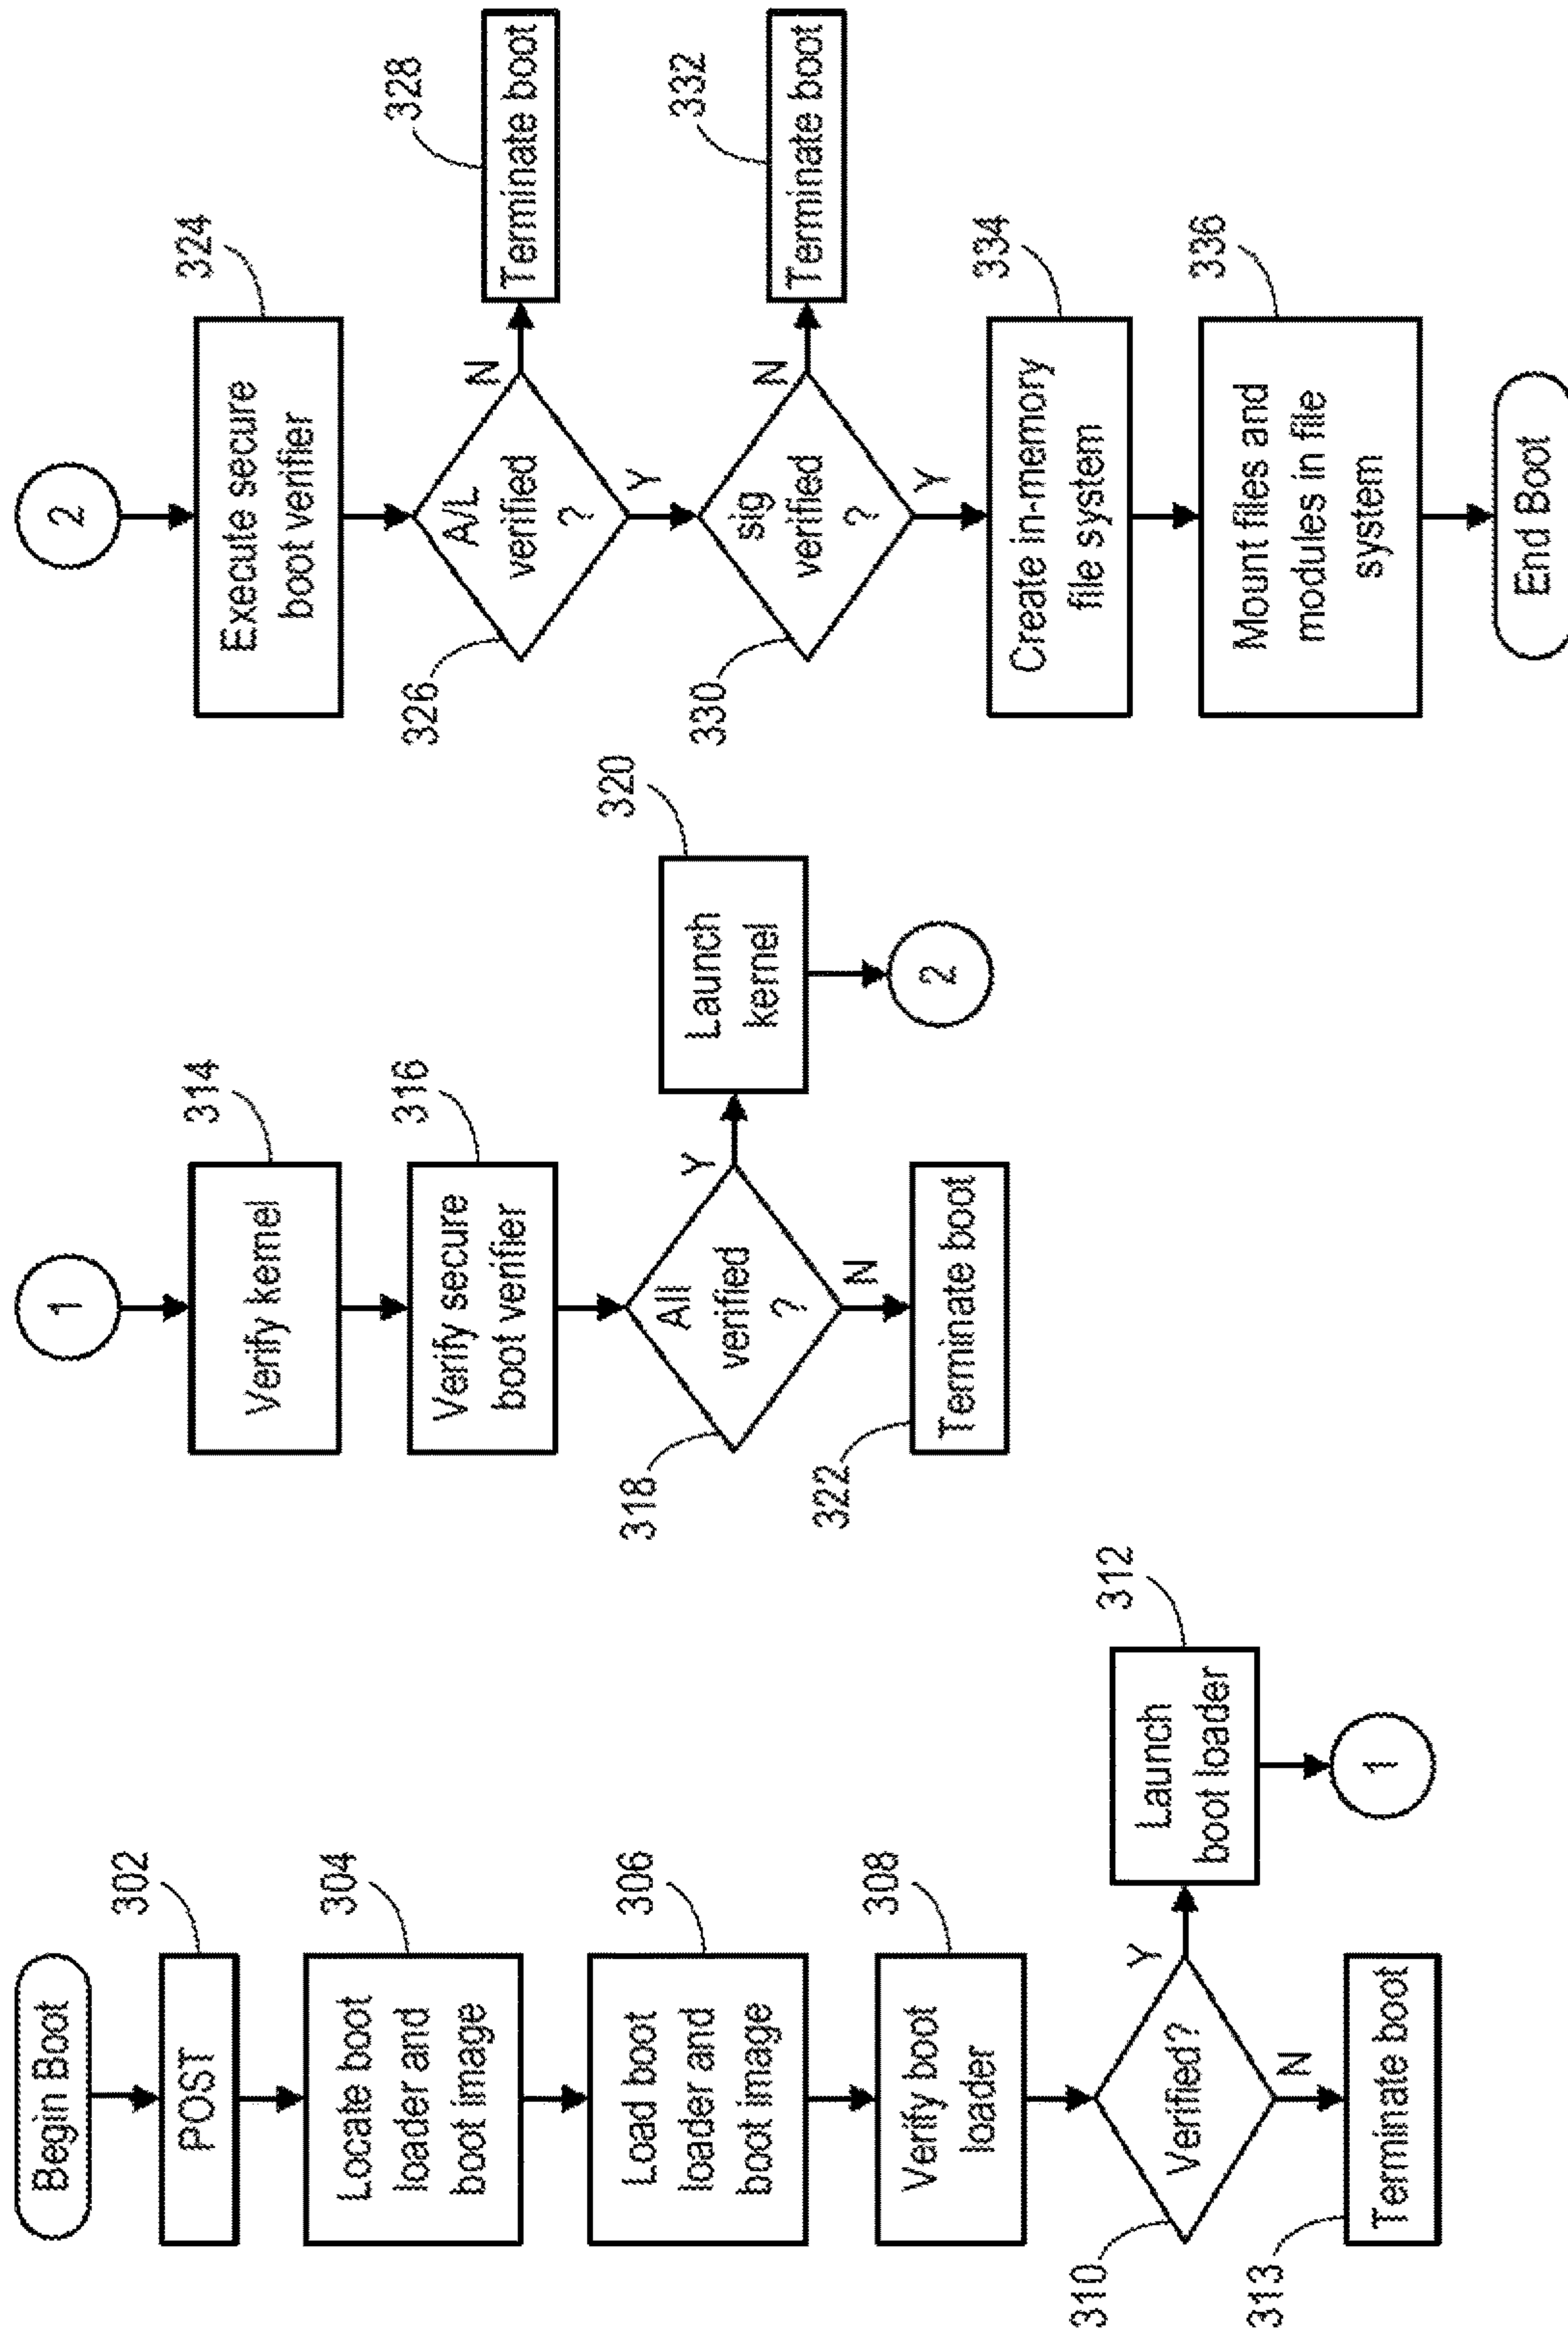 Begin Boot
302
POST
304
Locate boot
loader and
boot image
306
Load boot
loader and
boot image
308
Verify boot
loader
310
Verified?
Y
N
312
Launch
boot loader
1
313
Terminate boot
1
314
Verify kernel
316
Verify secure
boot verifier
318
All
verified
?
Y
N
320
Launch
kernel
2
322
Terminate boot
2
324
Execute secure
boot verifier
326
A/L
verified
?
N
Y
328
Terminate boot
330
sig
verified
?
N
Y
332
Terminate boot
334
Create in-memory
file system
336
Mount files and
modules in file
system
End Boot